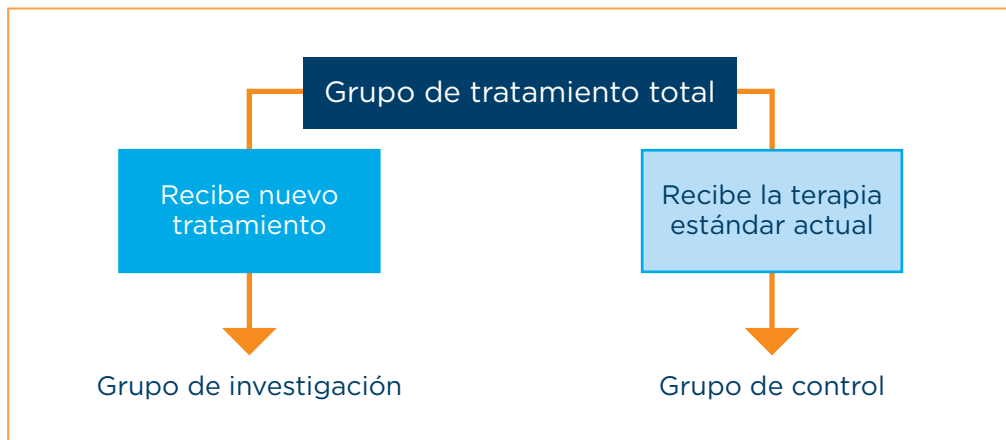 Grupo de tratamiento total
Recibe nuevo
tratamiento
Recibe la terapia
estándar actual
Grupo de investigación
Grupo de control